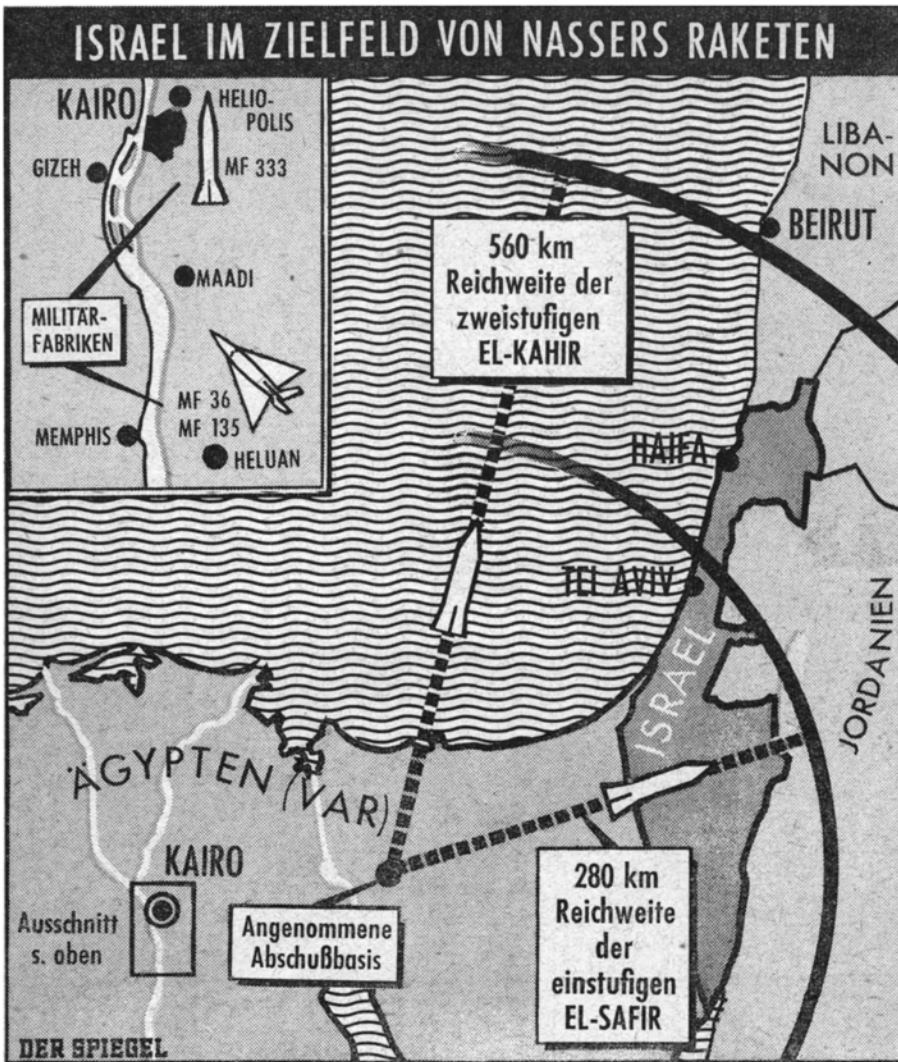 ISRAEL IM ZIELFELD VON NASSERS RAKETEN
KAIRO
HELIO-
POLIS
GIZEH
MF 333
MAADI
MILITÄR-
FABRIKEN
MF 36
MF 135
MEMPHIS
HELUAN
LIBA-
NON
BEIRUT
560 km
Reichweite der
zweistufigen
EL-KAHIR
HAIFA
TEL AVIV
ISRAEL
JORDANIEN
ÄGYPTEN (VAR)
KAIRO
Ausschnitt
s. oben
Angenommene
Abschußbasis
280 km
Reichweite
der
einstufigen
EL-SAFIR
DER SPIEGEL